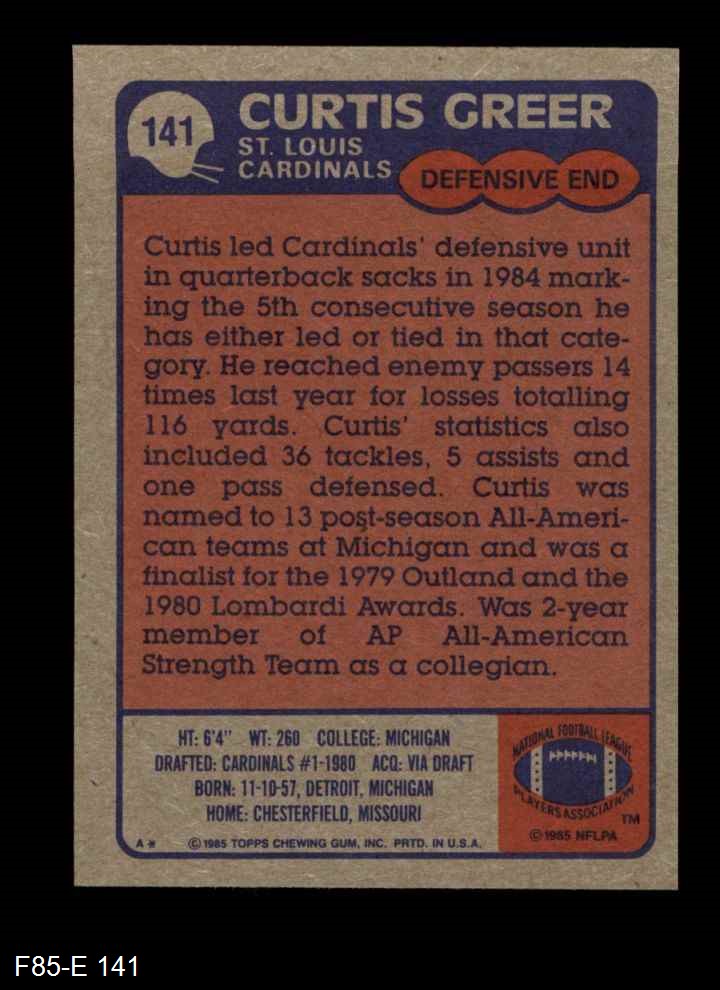 141
CURTIS GREER
ST. LOUIS
CARDINALS
DEFENSIVE END
Curtis led Cardinals' defensive unit
in quarterback sacks in 1984 mark-
ing the 5th consecutive season he
has either led or tied in that cate-
gory. He reached enemy passers 14
times last year for losses totalling
116 yards. Curtis' statistics also
included 36 tackles, 5 assists and
one pass defensed. Curtis was
named to 13 post-season All-Ameri-
can teams at Michigan and was a
finalist for the 1979 Outland and the
1980 Lombardi Awards. Was 2-year
member of AP All-American
Strength Team as a collegian.
HT: 6'4" WT: 260 COLLEGE: MICHIGAN
DRAFTED: CARDINALS #1-1980 ACQ: VIA DRAFT
BORN: 11-10-57, DETROIT, MICHIGAN
HOME: CHESTERFIELD, MISSOURI
A * © 1985 TOPPS CHEWING GUM, INC. PRTD. IN U.S.A.
NATIONAL FOOTBALL LEAGUE
PLAYERS ASSOCIATION
TM
© 1985 NFLPA
F85-E 141